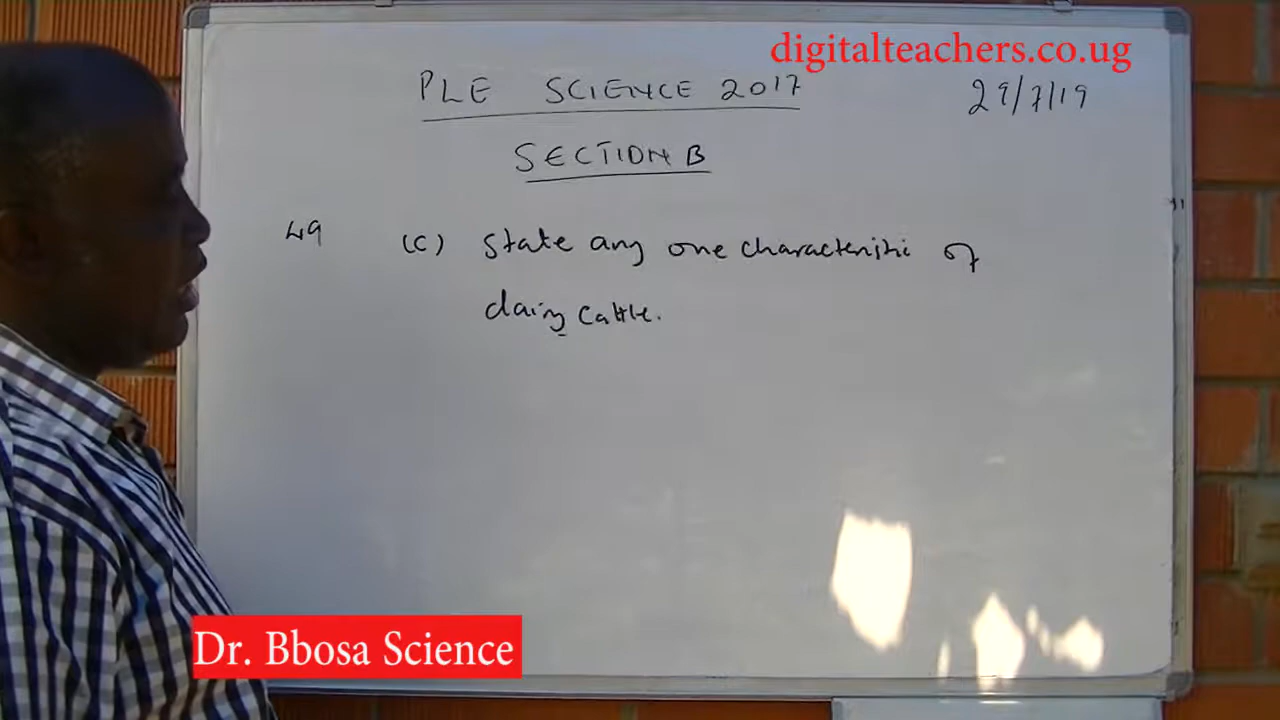 digitalteachers.co.ug
PLE SCIENCE 2017
29/7/19
SECTION B
49 (c) State any one characteristic of
dairy cattle.
Dr. Bbosa Science